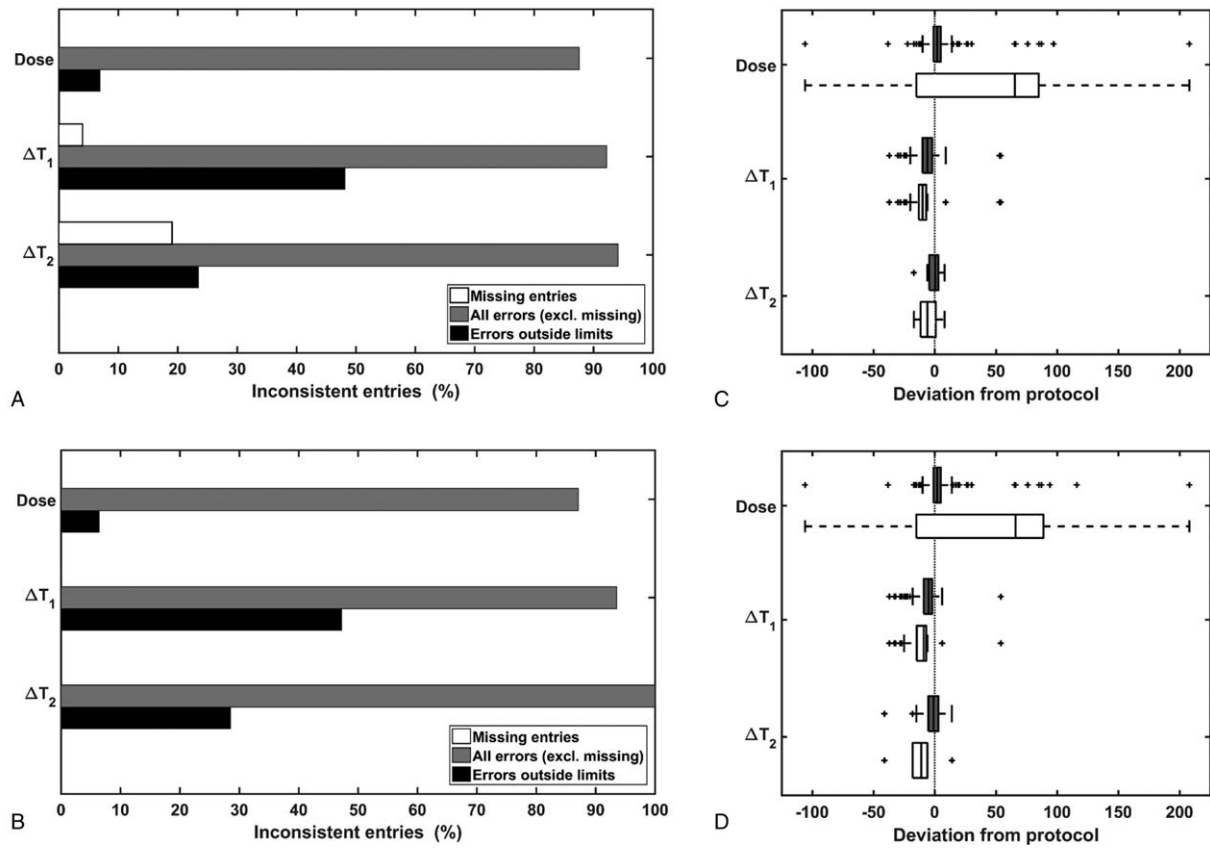 Dose
ΔT1
ΔT2
Missing entries
All errors (excl. missing)
Errors outside limits
0 10 20 30 40 50 60 70 80 90 100
Inconsistent entries (%)
A
Dose
ΔT1
ΔT2
-100 -50 0 50 100 150 200
Deviation from protocol
C
Dose
ΔT1
ΔT2
Missing entries
All errors (excl. missing)
Errors outside limits
0 10 20 30 40 50 60 70 80 90 100
Inconsistent entries (%)
B
Dose
ΔT1
ΔT2
-100 -50 0 50 100 150 200
Deviation from protocol
D